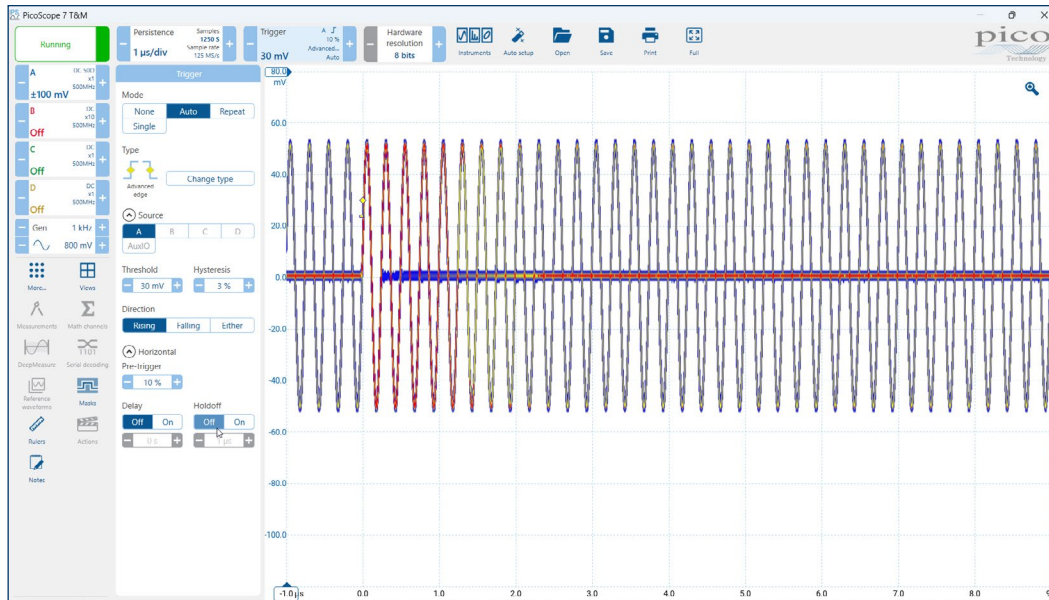 PicoScope 7 T&M
Running
Persistence
1 µs/div
Samples
1250 S
Sample rate
125 MS/s
Trigger
30 mV
A
10 %
Advanced...
Auto
Hardware
resolution
8 bits
Instruments
Auto setup
Open
Save
Print
Full
pico
Technology
A
x1
500MHz
±100 mV
B
x10
500MHz
Off
C
x1
500MHz
Off
D
DC
x1
500MHz
Off
Gen
1 kHz
800 mV
More...
Views
Measurements
Math channels
DeepMeasure
Serial decoding
1101
Reference
waveforms
Masks
Rulers
Actions
Notes
Trigger
Mode
None
Auto
Repeat
Single
Type
Advanced
edge
Change type
Source
A
B
C
D
AuxIO
Threshold
Hysteresis
30 mV
3 %
Direction
Rising
Falling
Either
Horizontal
Pre-trigger
10 %
Delay
Holdoff
Off
On
Off
On
0 s
1 µs
80.0
mV
60.0
40.0
20.0
0.0
-20.0
-40.0
-60.0
-80.0
-100.0
-1.0 µs
0.0
1.0
2.0
3.0
4.0
5.0
6.0
7.0
8.0
9